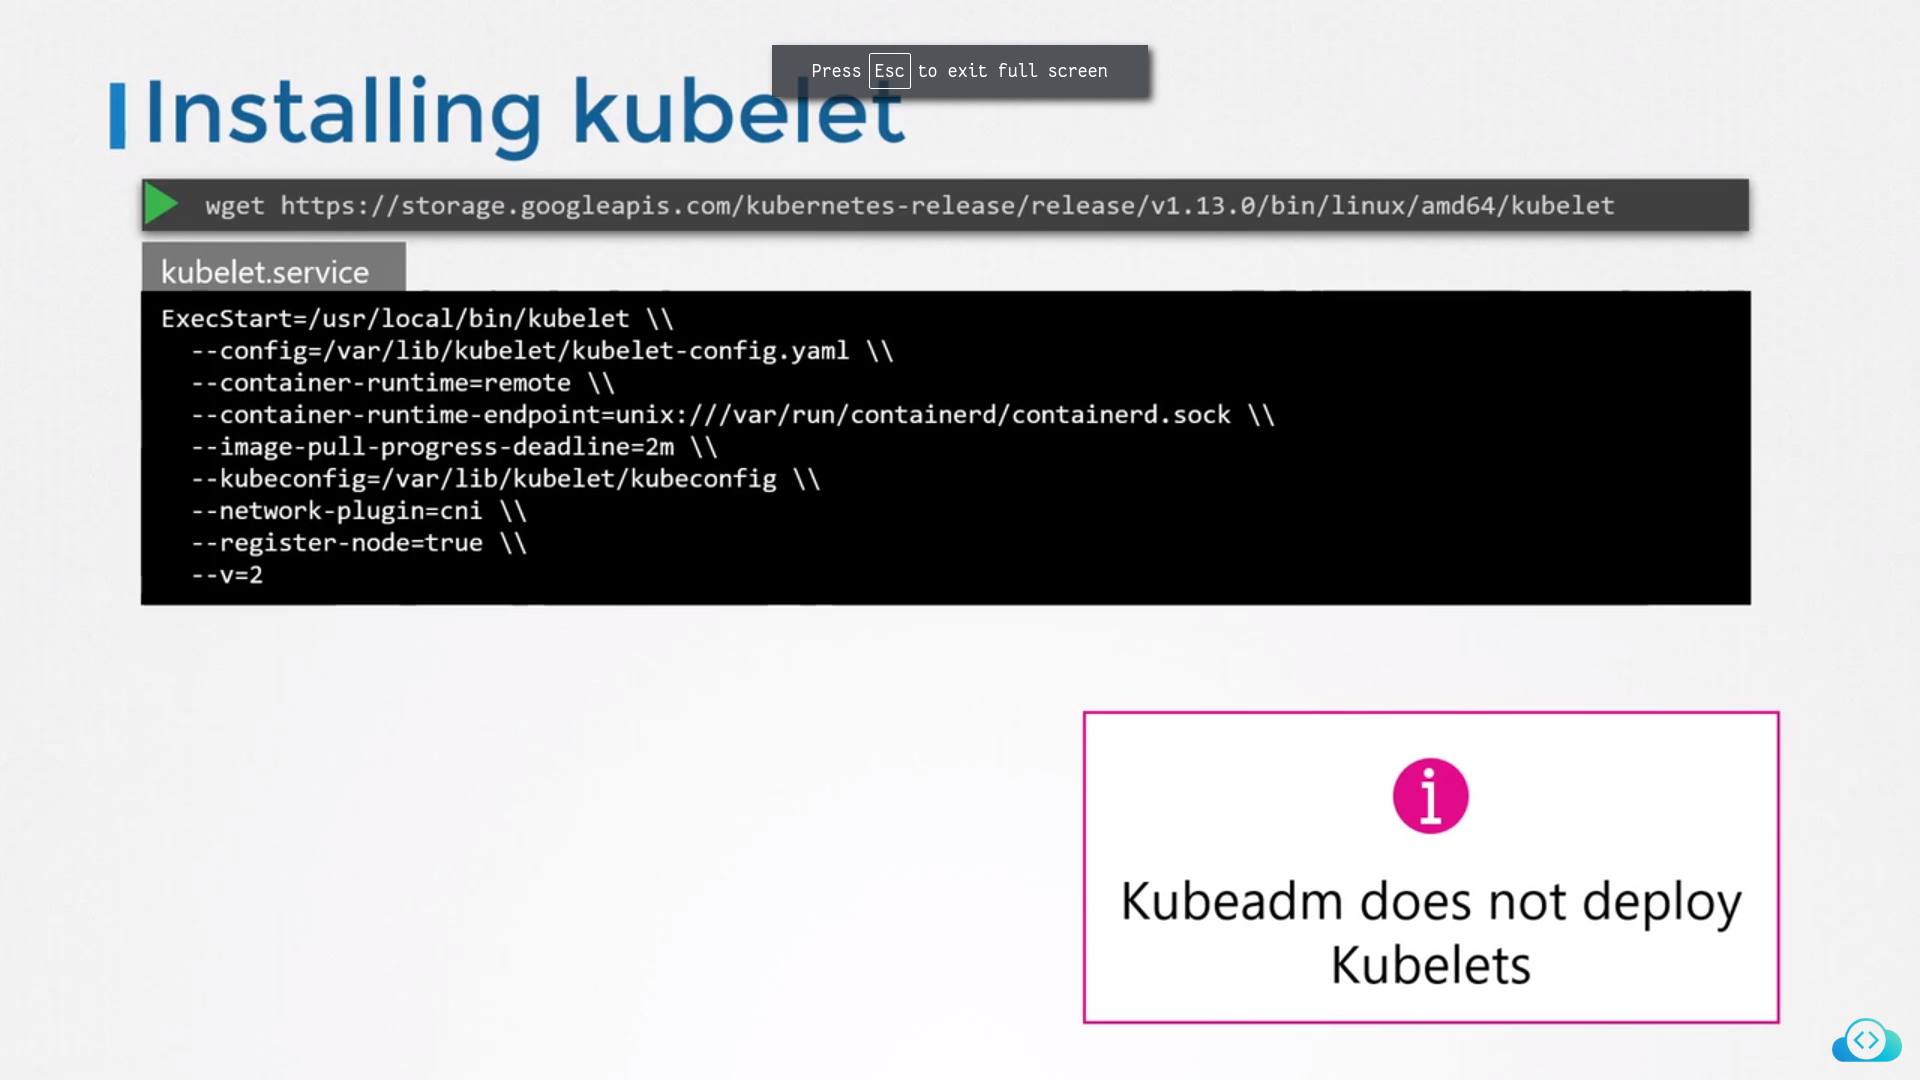 Press Esc to exit full screen
Installing kubelet
wget https://storage.googleapis.com/kubernetes-release/release/v1.13.0/bin/linux/amd64/kubelet
kubelet.service
ExecStart=/usr/local/bin/kubelet \\
  --config=/var/lib/kubelet/kubelet-config.yaml \\
  --container-runtime=remote \\
  --container-runtime-endpoint=unix:///var/run/containerd/containerd.sock \\
  --image-pull-progress-deadline=2m \\
  --kubeconfig=/var/lib/kubelet/kubeconfig \\
  --network-plugin=cni \\
  --register-node=true \\
  --v=2
i
Kubeadm does not deploy
Kubelets